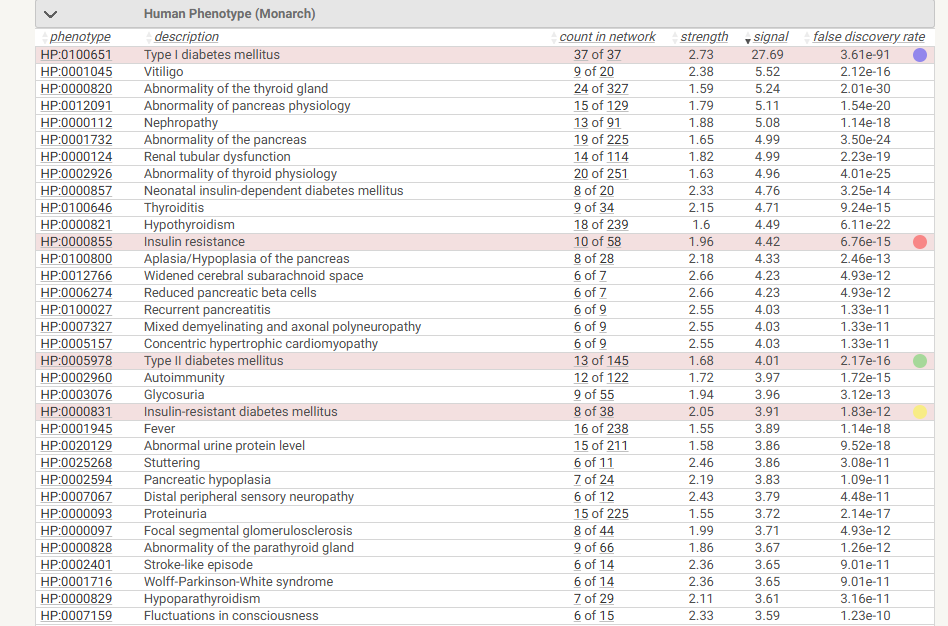 Human Phenotype (Monarch)
phenotype description count in network strength signal false discovery rate
HP:0100651 Type I diabetes mellitus 37 of 37 2.73 27.69 3.61e-91
HP:0001045 Vitiligo 9 of 20 2.38 5.52 2.12e-16
HP:0000820 Abnormality of the thyroid gland 24 of 327 1.59 5.24 2.01e-30
HP:0012091 Abnormality of pancreas physiology 15 of 129 1.79 5.11 1.54e-20
HP:0000112 Nephropathy 13 of 91 1.88 5.08 1.14e-18
HP:0001732 Abnormality of the pancreas 19 of 225 1.65 4.99 3.50e-24
HP:0000124 Renal tubular dysfunction 14 of 114 1.82 4.99 2.23e-19
HP:0002926 Abnormality of thyroid physiology 20 of 251 1.63 4.96 4.01e-25
HP:0000857 Neonatal insulin-dependent diabetes mellitus 8 of 20 2.33 4.76 3.25e-14
HP:0100646 Thyroiditis 9 of 34 2.15 4.71 9.24e-15
HP:0000821 Hypothyroidism 18 of 239 1.6 4.49 6.11e-22
HP:0000855 Insulin resistance 10 of 58 1.96 4.42 6.76e-15
HP:0100800 Aplasia/Hypoplasia of the pancreas 8 of 28 2.18 4.33 2.46e-13
HP:0012766 Widened cerebral subarachnoid space 6 of 7 2.66 4.23 4.93e-12
HP:0006274 Reduced pancreatic beta cells 6 of 7 2.66 4.23 4.93e-12
HP:0100027 Recurrent pancreatitis 6 of 9 2.55 4.03 1.33e-11
HP:0007327 Mixed demyelinating and axonal polyneuropathy 6 of 9 2.55 4.03 1.33e-11
HP:0005157 Concentric hypertrophic cardiomyopathy 6 of 9 2.55 4.03 1.33e-11
HP:0005978 Type II diabetes mellitus 13 of 145 1.68 4.01 2.17e-16
HP:0002960 Autoimmunity 12 of 122 1.72 3.97 1.72e-15
HP:0003076 Glycosuria 9 of 55 1.94 3.96 3.12e-13
HP:0000831 Insulin-resistant diabetes mellitus 8 of 38 2.05 3.91 1.83e-12
HP:0001945 Fever 16 of 238 1.55 3.89 1.14e-18
HP:0020129 Abnormal urine protein level 15 of 211 1.58 3.86 9.52e-18
HP:0025268 Stuttering 6 of 11 2.46 3.86 3.08e-11
HP:0002594 Pancreatic hypoplasia 7 of 24 2.19 3.83 1.09e-11
HP:0007067 Distal peripheral sensory neuropathy 6 of 12 2.43 3.79 4.48e-11
HP:0000093 Proteinuria 15 of 225 1.55 3.72 2.14e-17
HP:0000097 Focal segmental glomerulosclerosis 8 of 44 1.99 3.71 4.93e-12
HP:0000828 Abnormality of the parathyroid gland 9 of 66 1.86 3.67 1.26e-12
HP:0002401 Stroke-like episode 6 of 14 2.36 3.65 9.01e-11
HP:0001716 Wolff-Parkinson-White syndrome 6 of 14 2.36 3.65 9.01e-11
HP:0000829 Hypoparathyroidism 7 of 29 2.11 3.61 3.16e-11
HP:0007159 Fluctuations in consciousness 6 of 15 2.33 3.59 1.23e-10